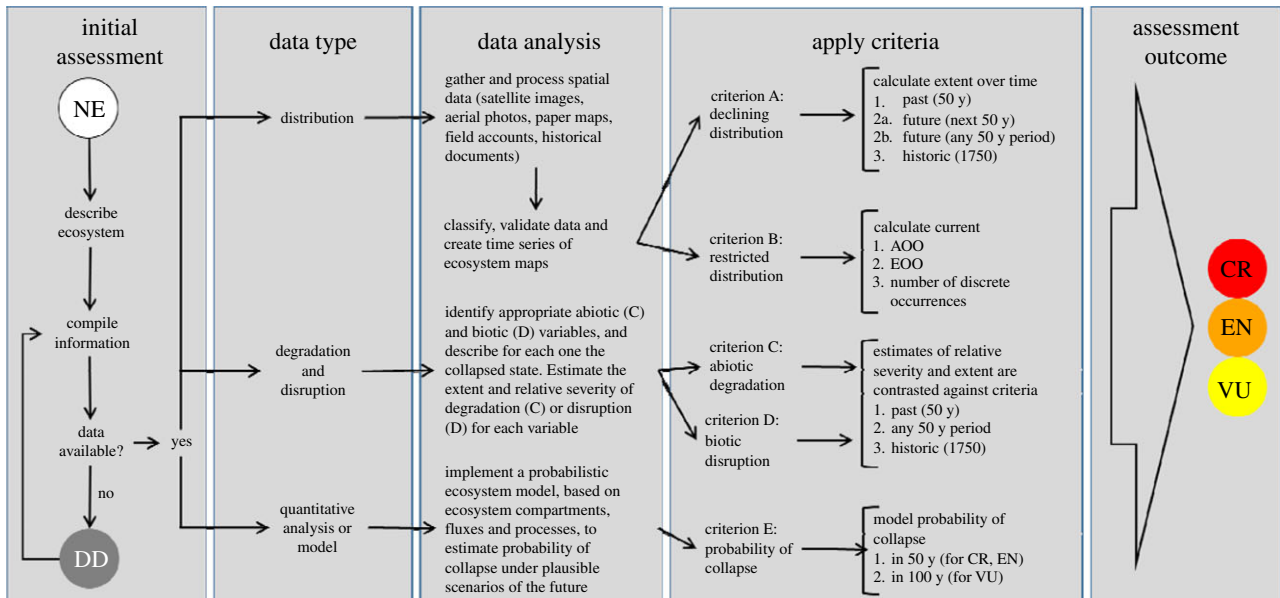 initial
assessment
NE
describe
ecosystem
compile
information
data
available?
yes
no
DD
data type
distribution
degradation
and
disruption
quantitative
analysis or
model
data analysis
gather and process spatial
data (satellite images,
aerial photos, paper maps,
field accounts, historical
documents)
classify, validate data and
create time series of
ecosystem maps
identify appropriate abiotic (C)
and biotic (D) variables, and
describe for each one the
collapsed state. Estimate the
extent and relative severity of
degradation (C) or disruption
(D) for each variable
implement a probabilistic
ecosystem model, based on
ecosystem compartments,
fluxes and processes, to
estimate probability of
collapse under plausible
scenarios of the future
apply criteria
criterion A:
declining
distribution
calculate extent over time
1. past (50 y)
2a. future (next 50 y)
2b. future (any 50 y period)
3. historic (1750)
criterion B:
restricted
distribution
calculate current
1. AOO
2. EOO
3. number of discrete
occurrences
criterion C:
abiotic
degradation
criterion D:
biotic
disruption
estimates of relative
severity and extent are
contrasted against criteria
1. past (50 y)
2. any 50 y period
3. historic (1750)
criterion E:
probability of
collapse
model probability of
collapse
1. in 50 y (for CR, EN)
2. in 100 y (for VU)
assessment
outcome
CR
EN
VU